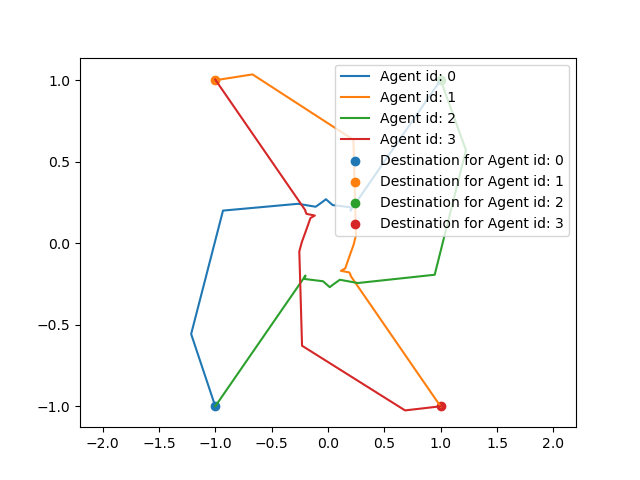 1.0
0.5
0.0
−0.5
−1.0
−2.0 −1.5 −1.0 −0.5 0.0 0.5 1.0 1.5 2.0
Agent id: 0
Agent id: 1
Agent id: 2
Agent id: 3
Destination for Agent id: 0
Destination for Agent id: 1
Destination for Agent id: 2
Destination for Agent id: 3